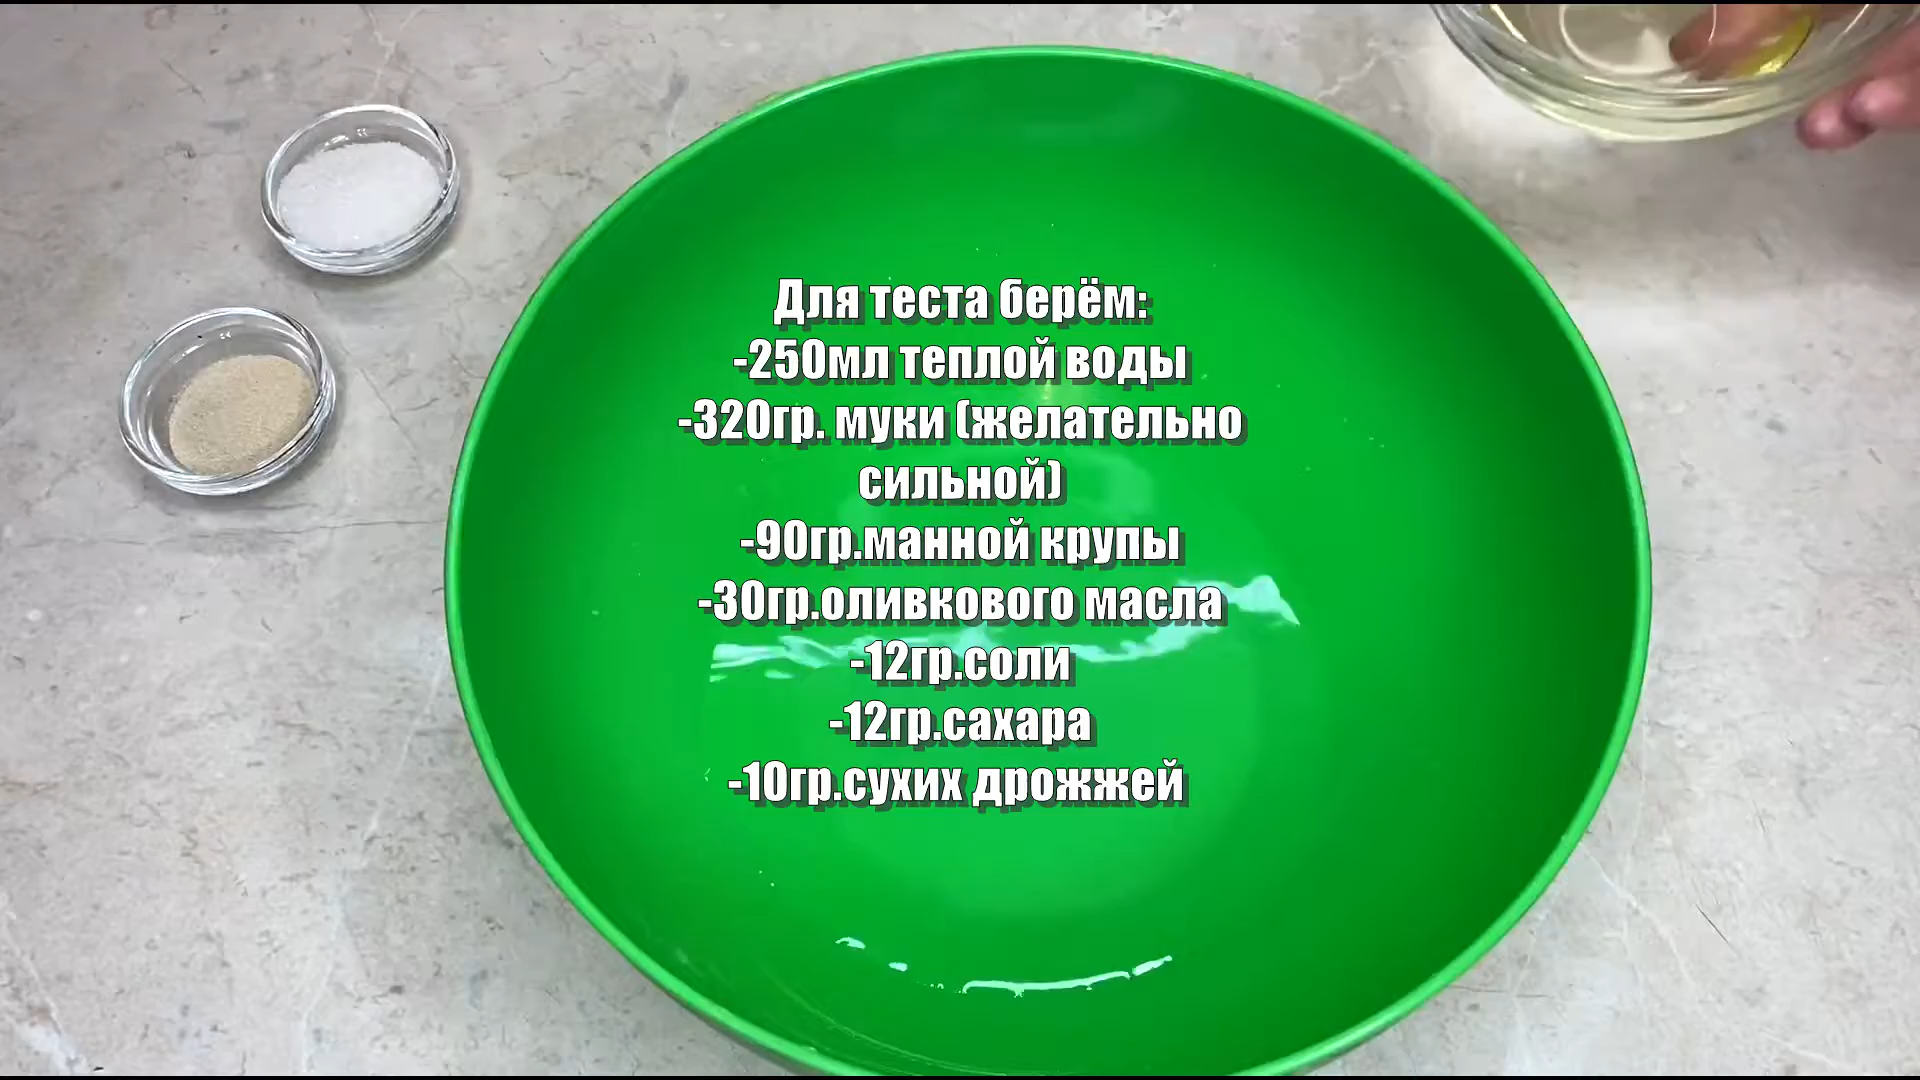 Для теста берём:
-250мл теплой воды
-320гр. муки (желательно
сильной)
-90гр.манной крупы
-30гр.оливкового масла
-12гр.соли
-12гр.сахара
-10гр.сухих дрожжей